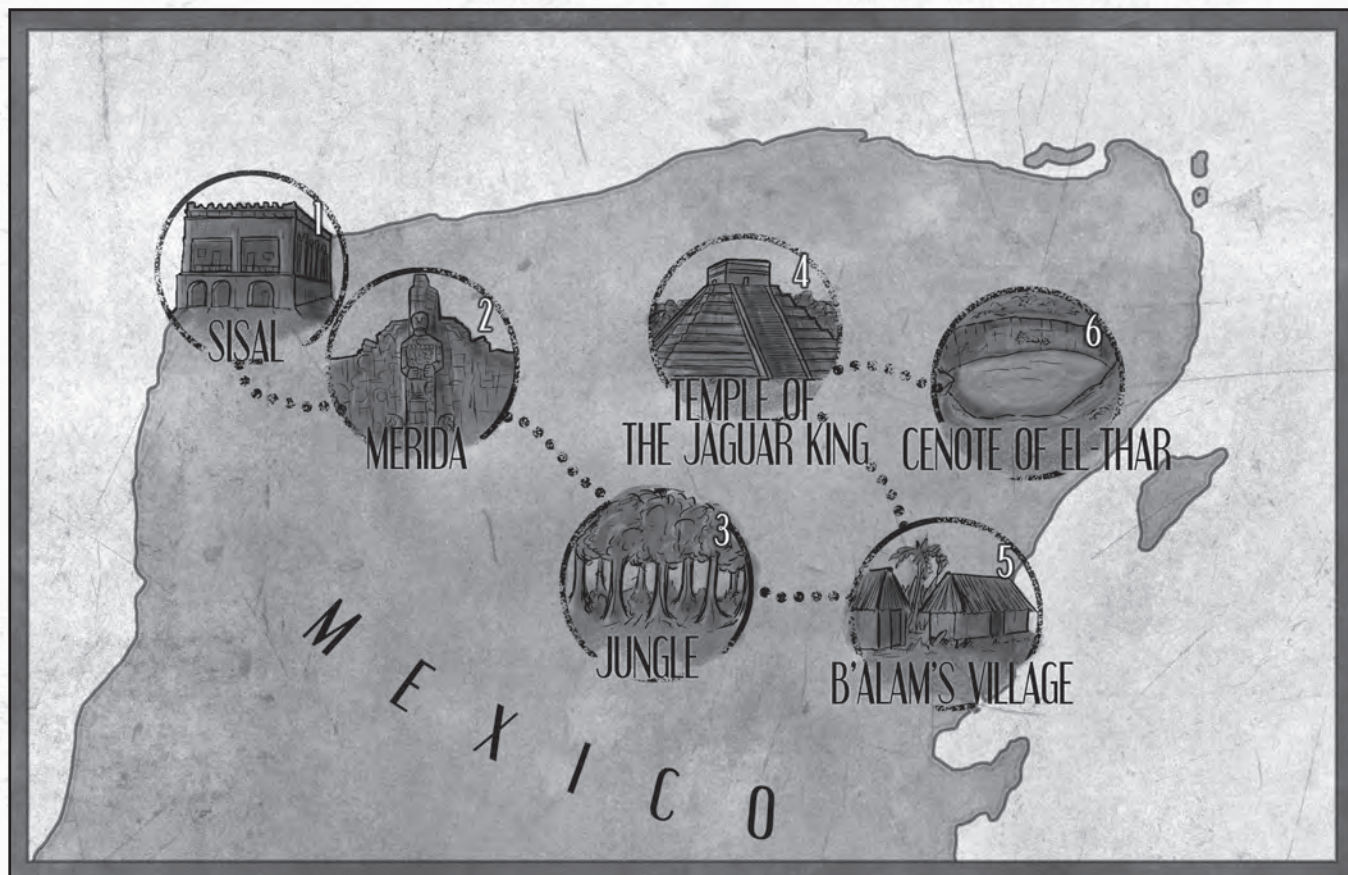 1
SISAL
2
MERIDA
3
JUNGLE
4
TEMPLE OF
THE JAGUAR KING
5
B'ALAM'S VILLAGE
6
CENOTE OF EL-THAR
MEXICO